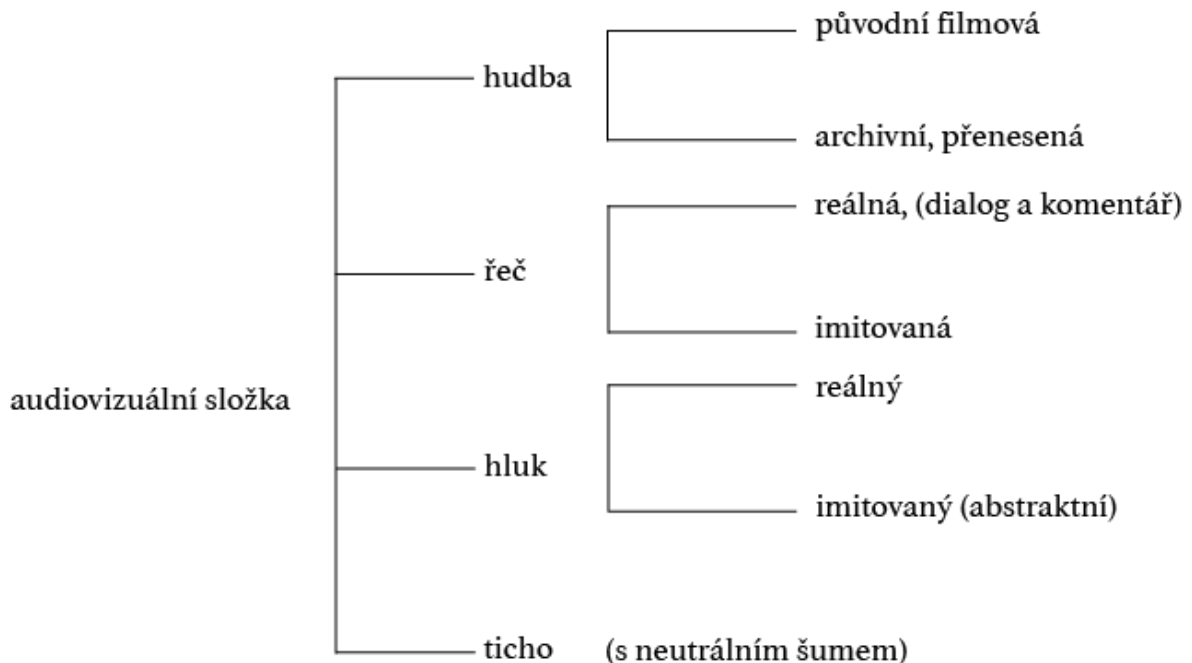 původní filmová
hudba
archivní, přenesená
reálná, (dialog a komentář)
řeč
imitovaná
reálný
audiovizuální složka
hluk
imitovaný (abstraktní)
ticho (s neutrálním šumem)